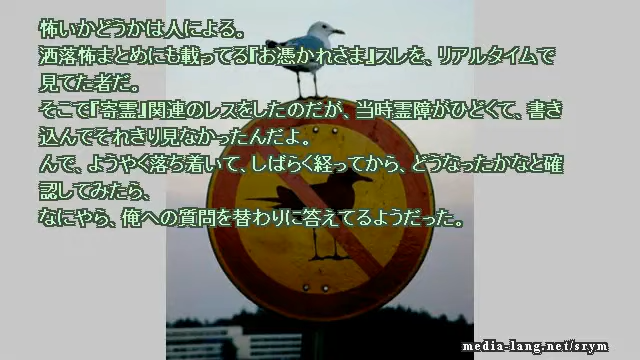 怖いかどうかは人による。
洒落怖まとめにも載ってる『お憑かれさま』スレを、リアルタイムで
見てた者だ。
そこで『寄霊』関連のレスをしたのだが、当時霊障がひどくて、書き
込んでそれきり見なかったんだよ。
んで、ようやく落ち着いて、しばらく経ってから、どうなったかなと確
認してみたら、
なにやら、俺への質問を替わりに答えてるようだった。
media-lang.net/srym